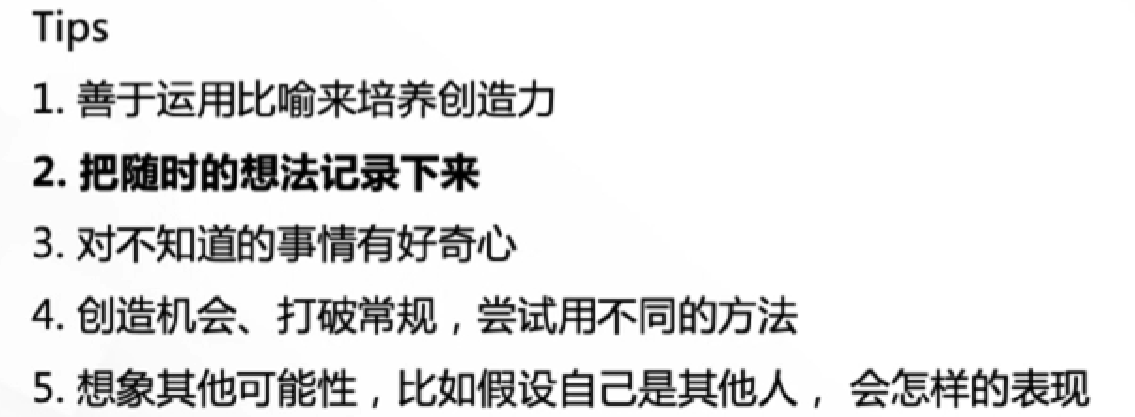 Tips
1. 善于运用比喻来培养创造力
2. 把随时的想法记录下来
3. 对不知道的事情有好奇心
4. 创造机会、打破常规，尝试用不同的方法
5. 想象其他可能性，比如假设自己是其他人， 会怎样的表现